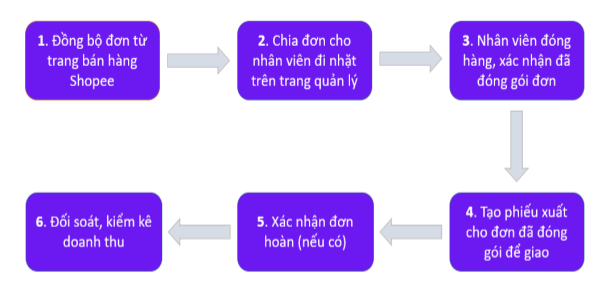 1. Đồng bộ đơn từ
trang bán hàng
Shopee
2. Chia đơn cho
nhân viên đi nhặt
trên trang quản lý
3. Nhân viên đóng
hàng, xác nhận đã
đóng gói đơn
4. Tạo phiếu xuất
cho đơn đã đóng
gói để giao
5. Xác nhận đơn
hoàn (nếu có)
6. Đối soát, kiểm kê
doanh thu